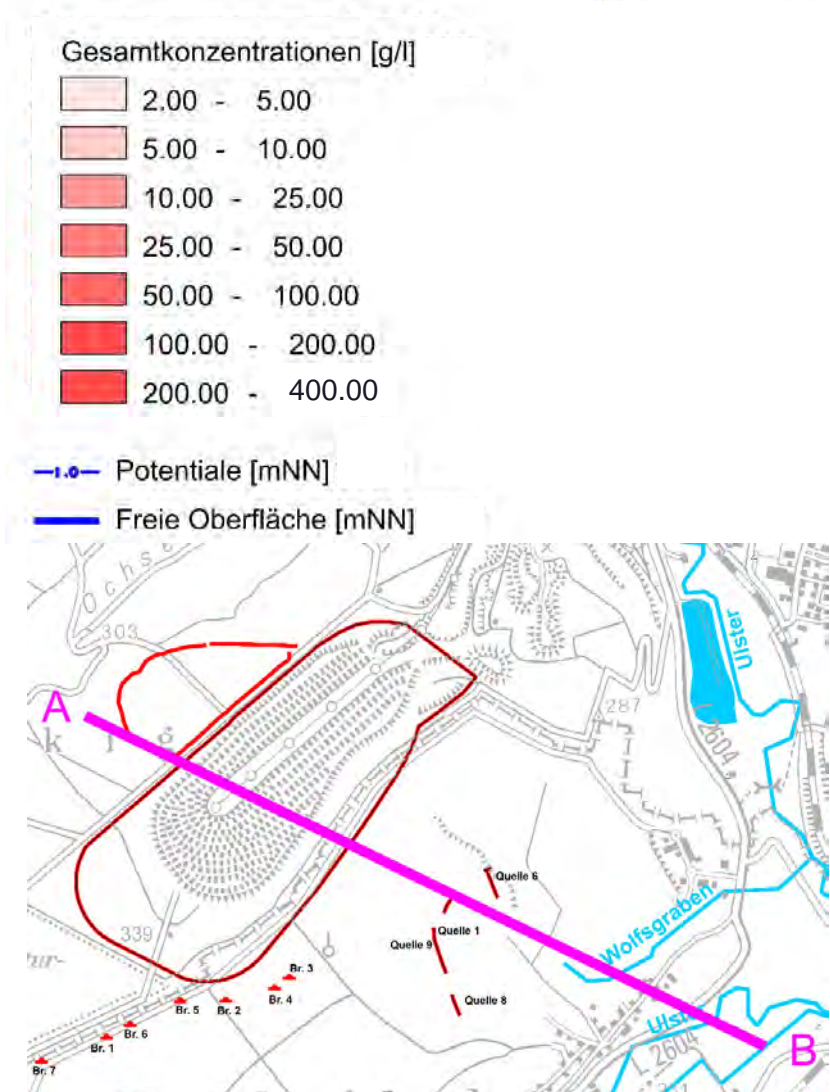 Gesamtkonzentrationen [g/l]
2.00 - 5.00
5.00 - 10.00
10.00 - 25.00
25.00 - 50.00
50.00 - 100.00
100.00 - 200.00
200.00 - 400.00
Potentiale [mNN]
Freie Oberfläche [mNN]
Ochse
303
Ulster
A
k l g
287
L 2604
Quelle 6
339
Quelle 1
Quelle 9
Wolfsgraben
tur-
Br. 3
Br. 4
Quelle 8
Br. 5
Br. 2
Br. 6
Br. 1
Ulster
B
L 2604
Br. 7